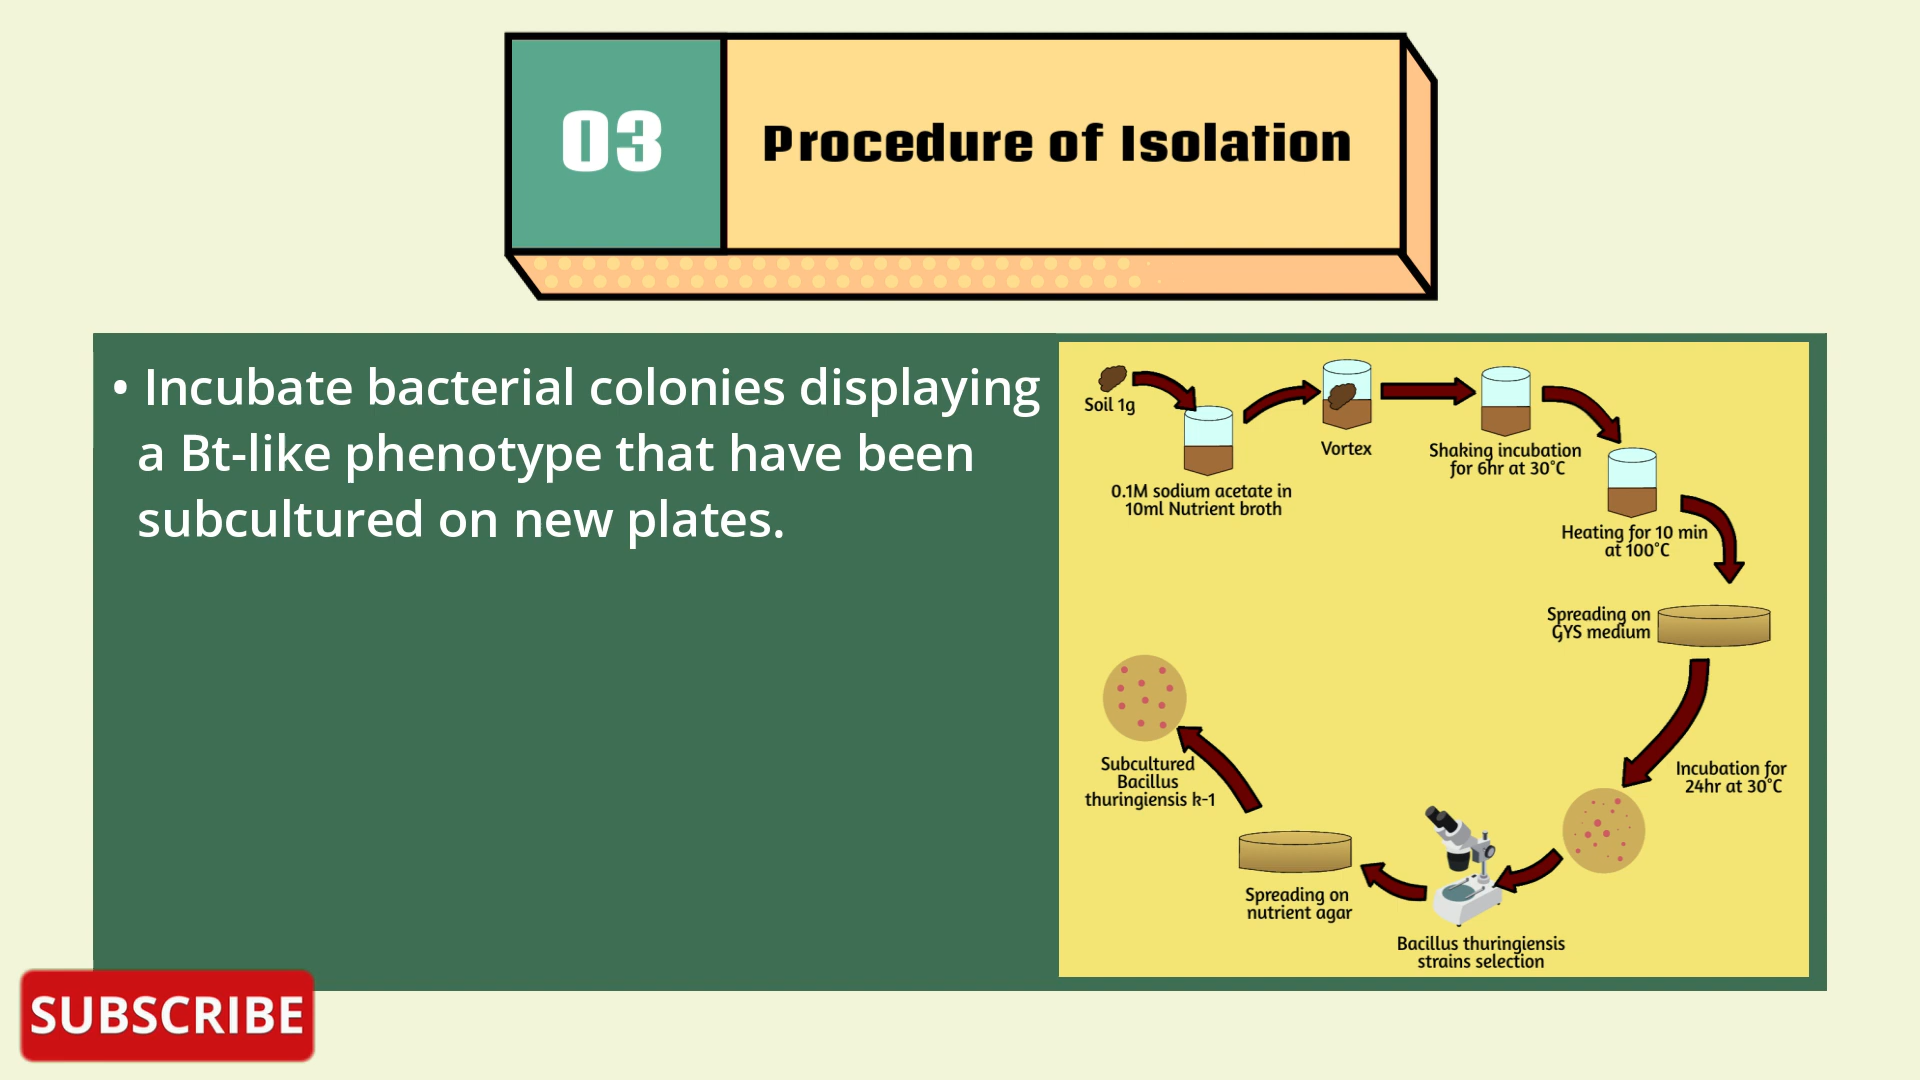 03
Procedure of Isolation
• Incubate bacterial colonies displaying
a Bt-like phenotype that have been
subcultured on new plates.
Soil 1g
0.1M sodium acetate in
10ml Nutrient broth
Vortex
Shaking incubation
for 6hr at 30°C
Heating for 10 min
at 100°C
Spreading on
GYS medium
Incubation for
24hr at 30°C
Bacillus thuringiensis
strains selection
Spreading on
nutrient agar
Subcultured
Bacillus
thuringiensis k-1
SUBSCRIBE